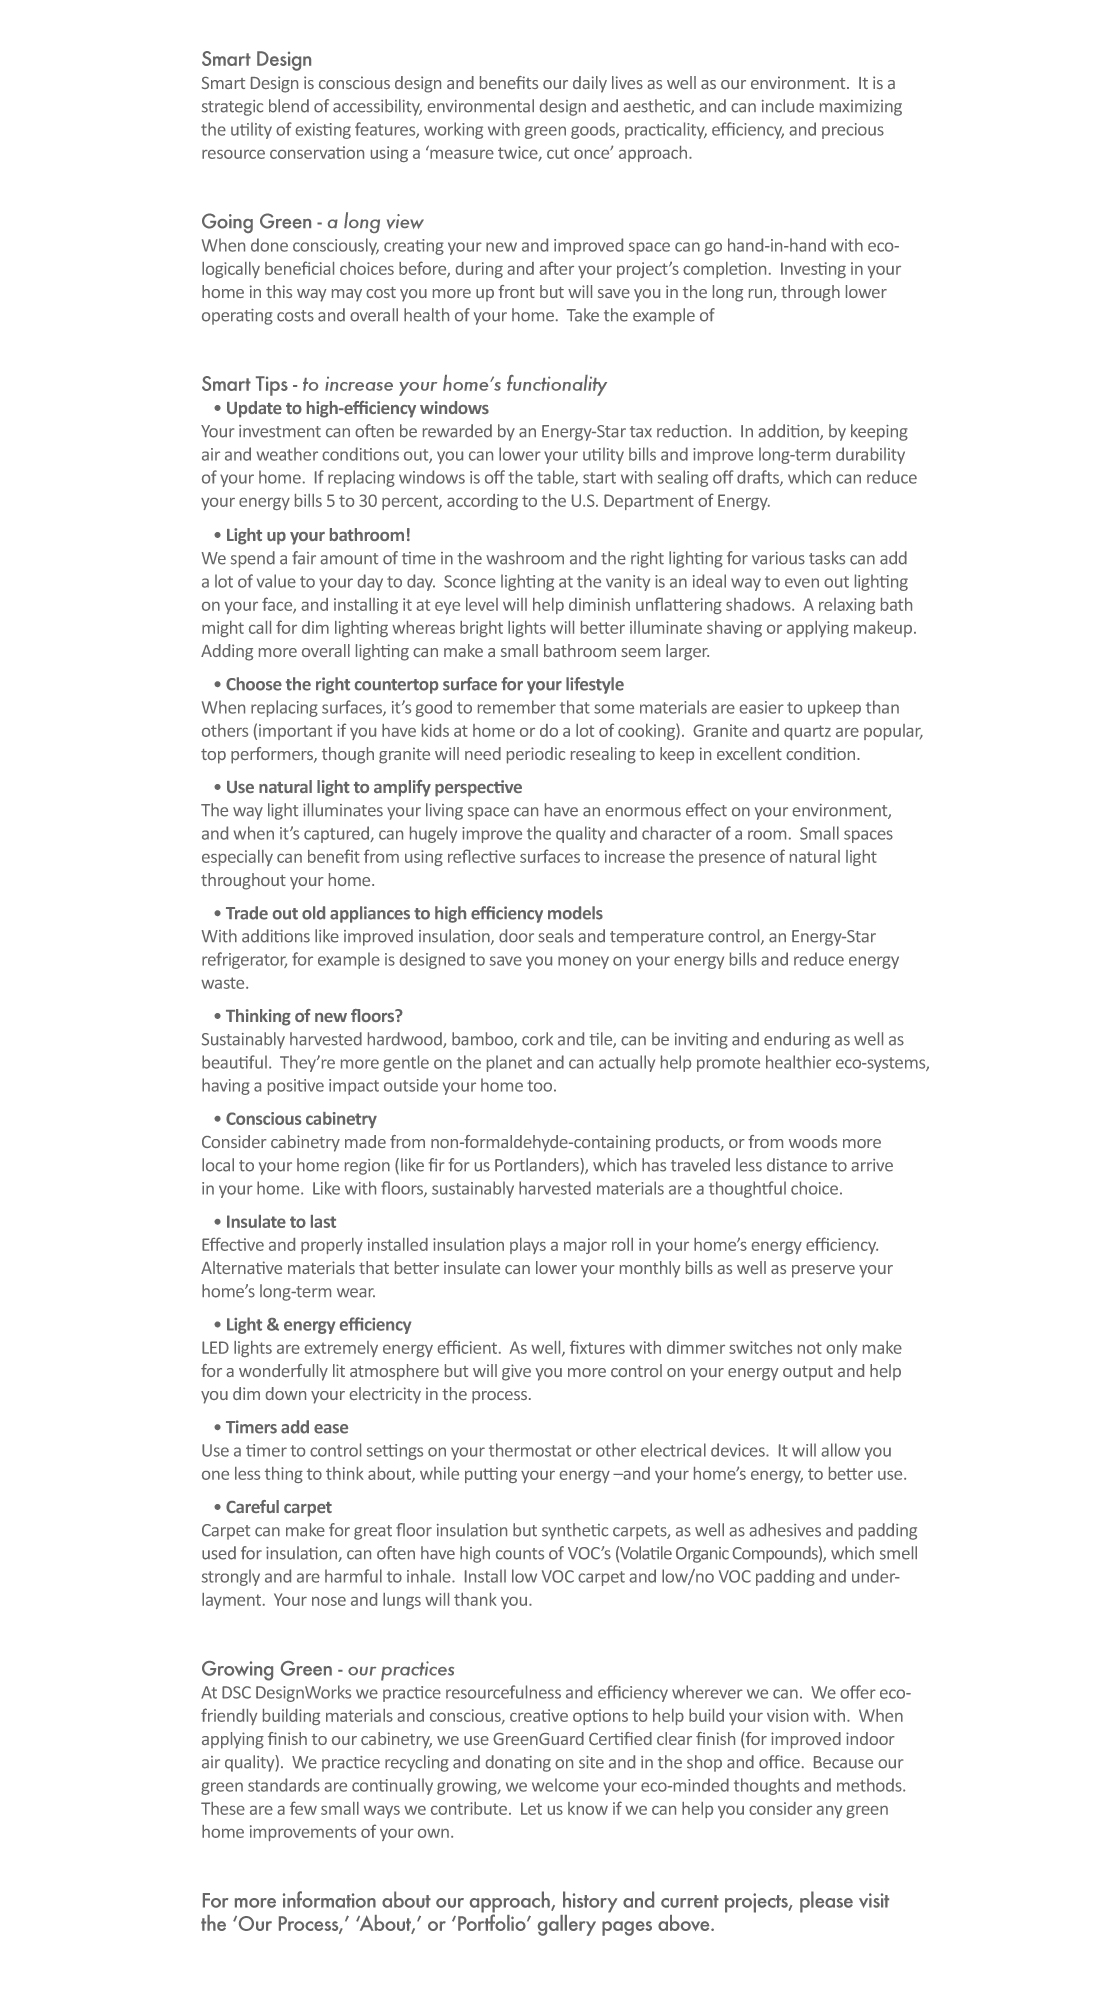 Smart Design
Smart Design is conscious design and benefits our daily lives as well as our environment.  It is a
strategic blend of accessibility, environmental design and aesthetic, and can include maximizing
the utility of existing features, working with green goods, practicality, efficiency, and precious
resource conservation using a ‘measure twice, cut once’ approach.
Going Green - a long view
When done consciously, creating your new and improved space can go hand-in-hand with eco-
logically beneficial choices before, during and after your project’s completion.  Investing in your
home in this way may cost you more up front but will save you in the long run, through lower
operating costs and overall health of your home.  Take the example of
Smart Tips - to increase your home’s functionality
• Update to high-efficiency windows
Your investment can often be rewarded by an Energy-Star tax reduction.  In addition, by keeping
air and weather conditions out, you can lower your utility bills and improve long-term durability
of your home.  If replacing windows is off the table, start with sealing off drafts, which can reduce
your energy bills 5 to 30 percent, according to the U.S. Department of Energy.
• Light up your bathroom!
We spend a fair amount of time in the washroom and the right lighting for various tasks can add
a lot of value to your day to day.  Sconce lighting at the vanity is an ideal way to even out lighting
on your face, and installing it at eye level will help diminish unflattering shadows.  A relaxing bath
might call for dim lighting whereas bright lights will better illuminate shaving or applying makeup.
Adding more overall lighting can make a small bathroom seem larger.
• Choose the right countertop surface for your lifestyle
When replacing surfaces, it’s good to remember that some materials are easier to upkeep than
others (important if you have kids at home or do a lot of cooking).  Granite and quartz are popular,
top performers, though granite will need periodic resealing to keep in excellent condition.
• Use natural light to amplify perspective
The way light illuminates your living space can have an enormous effect on your environment,
and when it’s captured, can hugely improve the quality and character of a room.  Small spaces
especially can benefit from using reflective surfaces to increase the presence of natural light
throughout your home.
• Trade out old appliances to high efficiency models
With additions like improved insulation, door seals and temperature control, an Energy-Star
refrigerator, for example is designed to save you money on your energy bills and reduce energy
waste.
• Thinking of new floors?
Sustainably harvested hardwood, bamboo, cork and tile, can be inviting and enduring as well as
beautiful.  They’re more gentle on the planet and can actually help promote healthier eco-systems,
having a positive impact outside your home too.
• Conscious cabinetry
Consider cabinetry made from non-formaldehyde-containing products, or from woods more
local to your home region (like fir for us Portlanders), which has traveled less distance to arrive
in your home.  Like with floors, sustainably harvested materials are a thoughtful choice.
• Insulate to last
Effective and properly installed insulation plays a major roll in your home’s energy efficiency.
Alternative materials that better insulate can lower your monthly bills as well as preserve your
home’s long-term wear.
• Light & energy efficiency
LED lights are extremely energy efficient.  As well, fixtures with dimmer switches not only make
for a wonderfully lit atmosphere but will give you more control on your energy output and help
you dim down your electricity in the process.
• Timers add ease
Use a timer to control settings on your thermostat or other electrical devices.  It will allow you
one less thing to think about, while putting your energy –and your home’s energy, to better use.
• Careful carpet
Carpet can make for great floor insulation but synthetic carpets, as well as adhesives and padding
used for insulation, can often have high counts of VOC’s (Volatile Organic Compounds), which smell
strongly and are harmful to inhale.  Install low VOC carpet and low/no VOC padding and under-
layment.  Your nose and lungs will thank you.
Growing Green - our practices
At DSC DesignWorks we practice resourcefulness and efficiency wherever we can.  We offer eco-
friendly building materials and conscious, creative options to help build your vision with.  When
applying finish to our cabinetry, we use GreenGuard Certified clear finish (for improved indoor
air quality).  We practice recycling and donating on site and in the shop and office.  Because our
green standards are continually growing, we welcome your eco-minded thoughts and methods.
These are a few small ways we contribute.  Let us know if we can help you consider any green
home improvements of your own.
For more information about our approach, history and current projects, please visit
the ‘Our Process,’ ‘About,’ or ‘Portfolio’ gallery pages above.